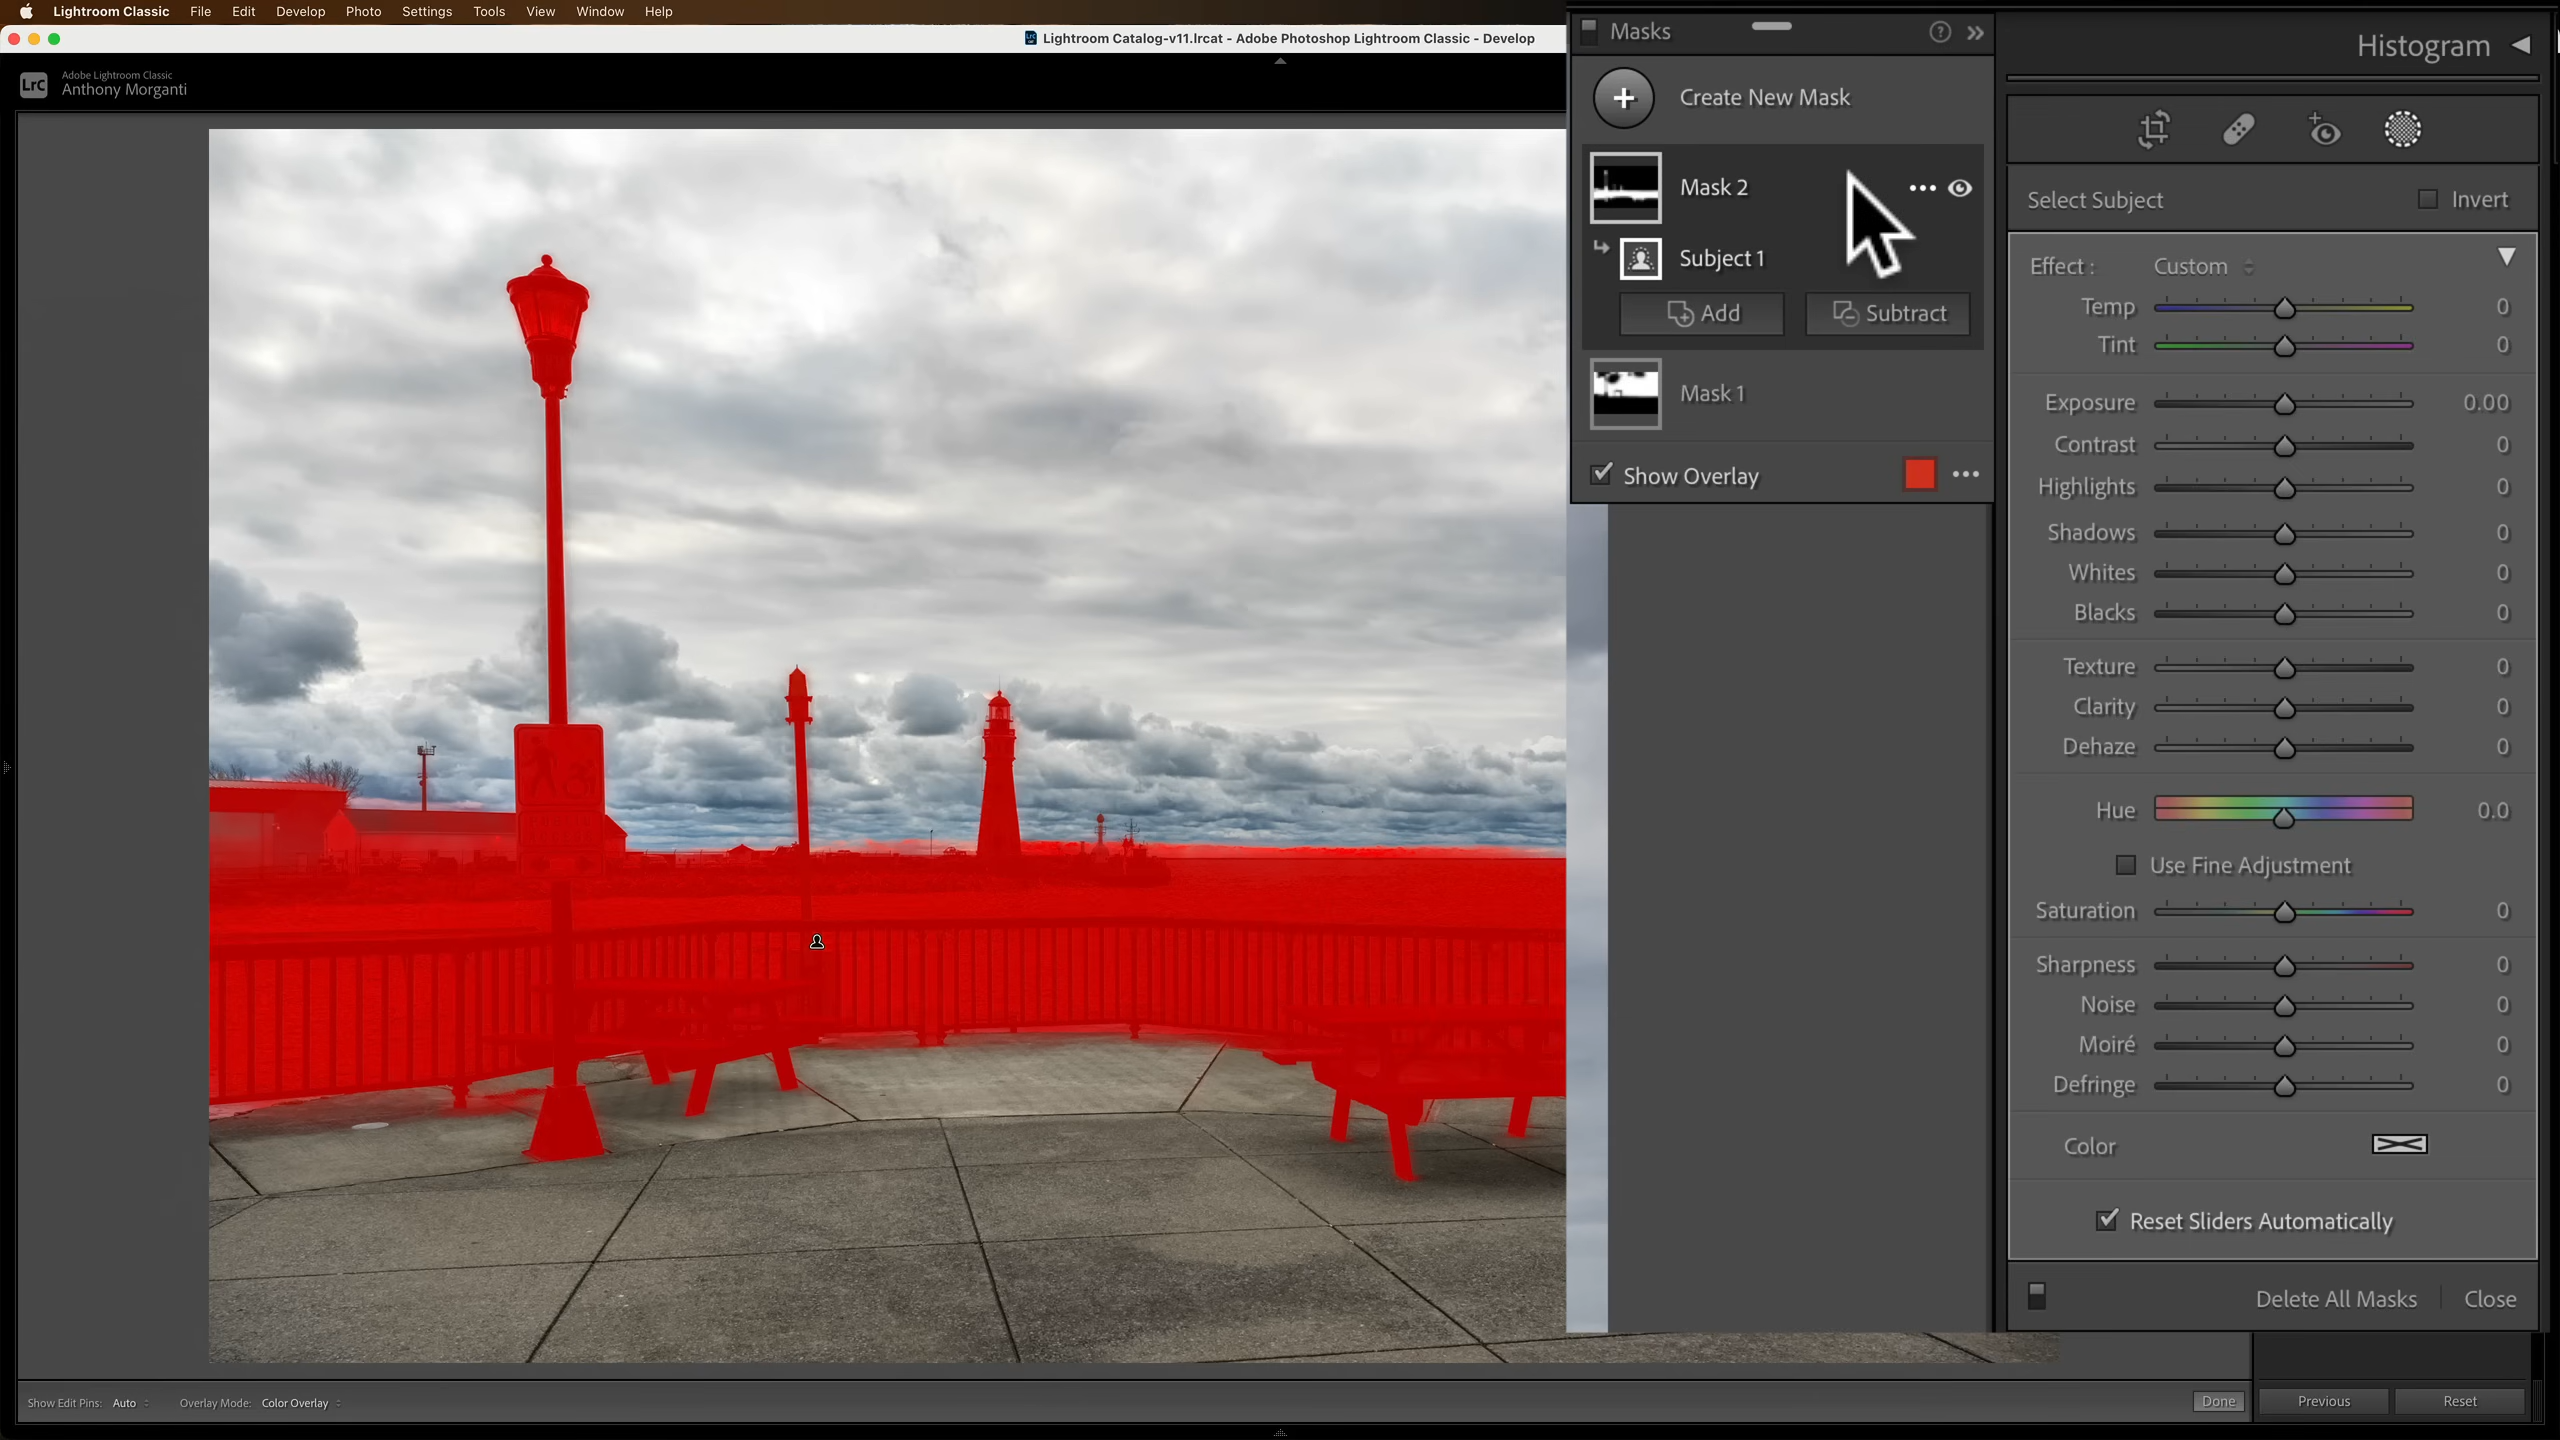 Lightroom Classic File Edit Develop Photo Settings Tools View Window Help
Lightroom Catalog-v11.lrcat - Adobe Photoshop Lightroom Classic - Develop
LrC
Adobe Lightroom Classic
Anthony Morganti
Masks
Create New Mask
Mask 2
Subject 1
Add Subtract
Mask 1
Show Overlay
Histogram
Select Subject Invert
Effect : Custom
Temp 0
Tint 0
Exposure 0.00
Contrast 0
Highlights 0
Shadows 0
Whites 0
Blacks 0
Texture 0
Clarity 0
Dehaze 0
Hue 0.0
Use Fine Adjustment
Saturation 0
Sharpness 0
Noise 0
Moiré 0
Defringe 0
Color
Reset Sliders Automatically
Delete All Masks Close
Show Edit Pins: Auto Overlay Mode: Color Overlay Done Previous Reset